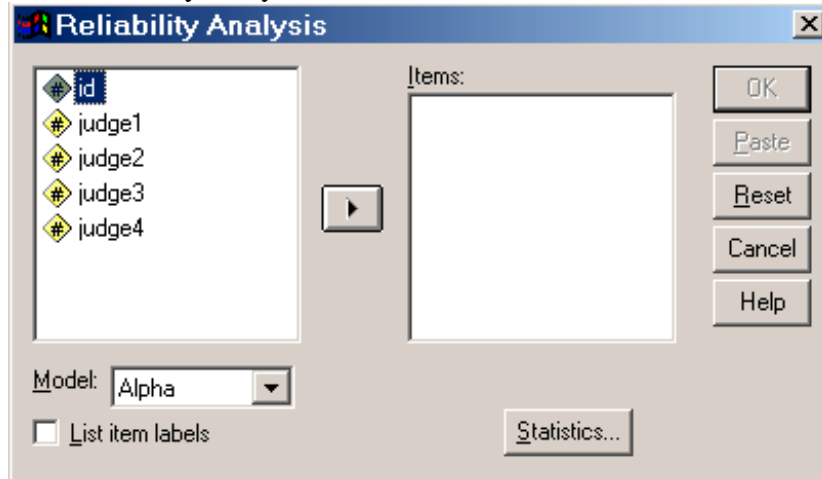 Reliability Analysis
id
judge1
judge2
judge3
judge4
Items:
OK
Paste
Reset
Cancel
Help
Model: Alpha
List item labels
Statistics...